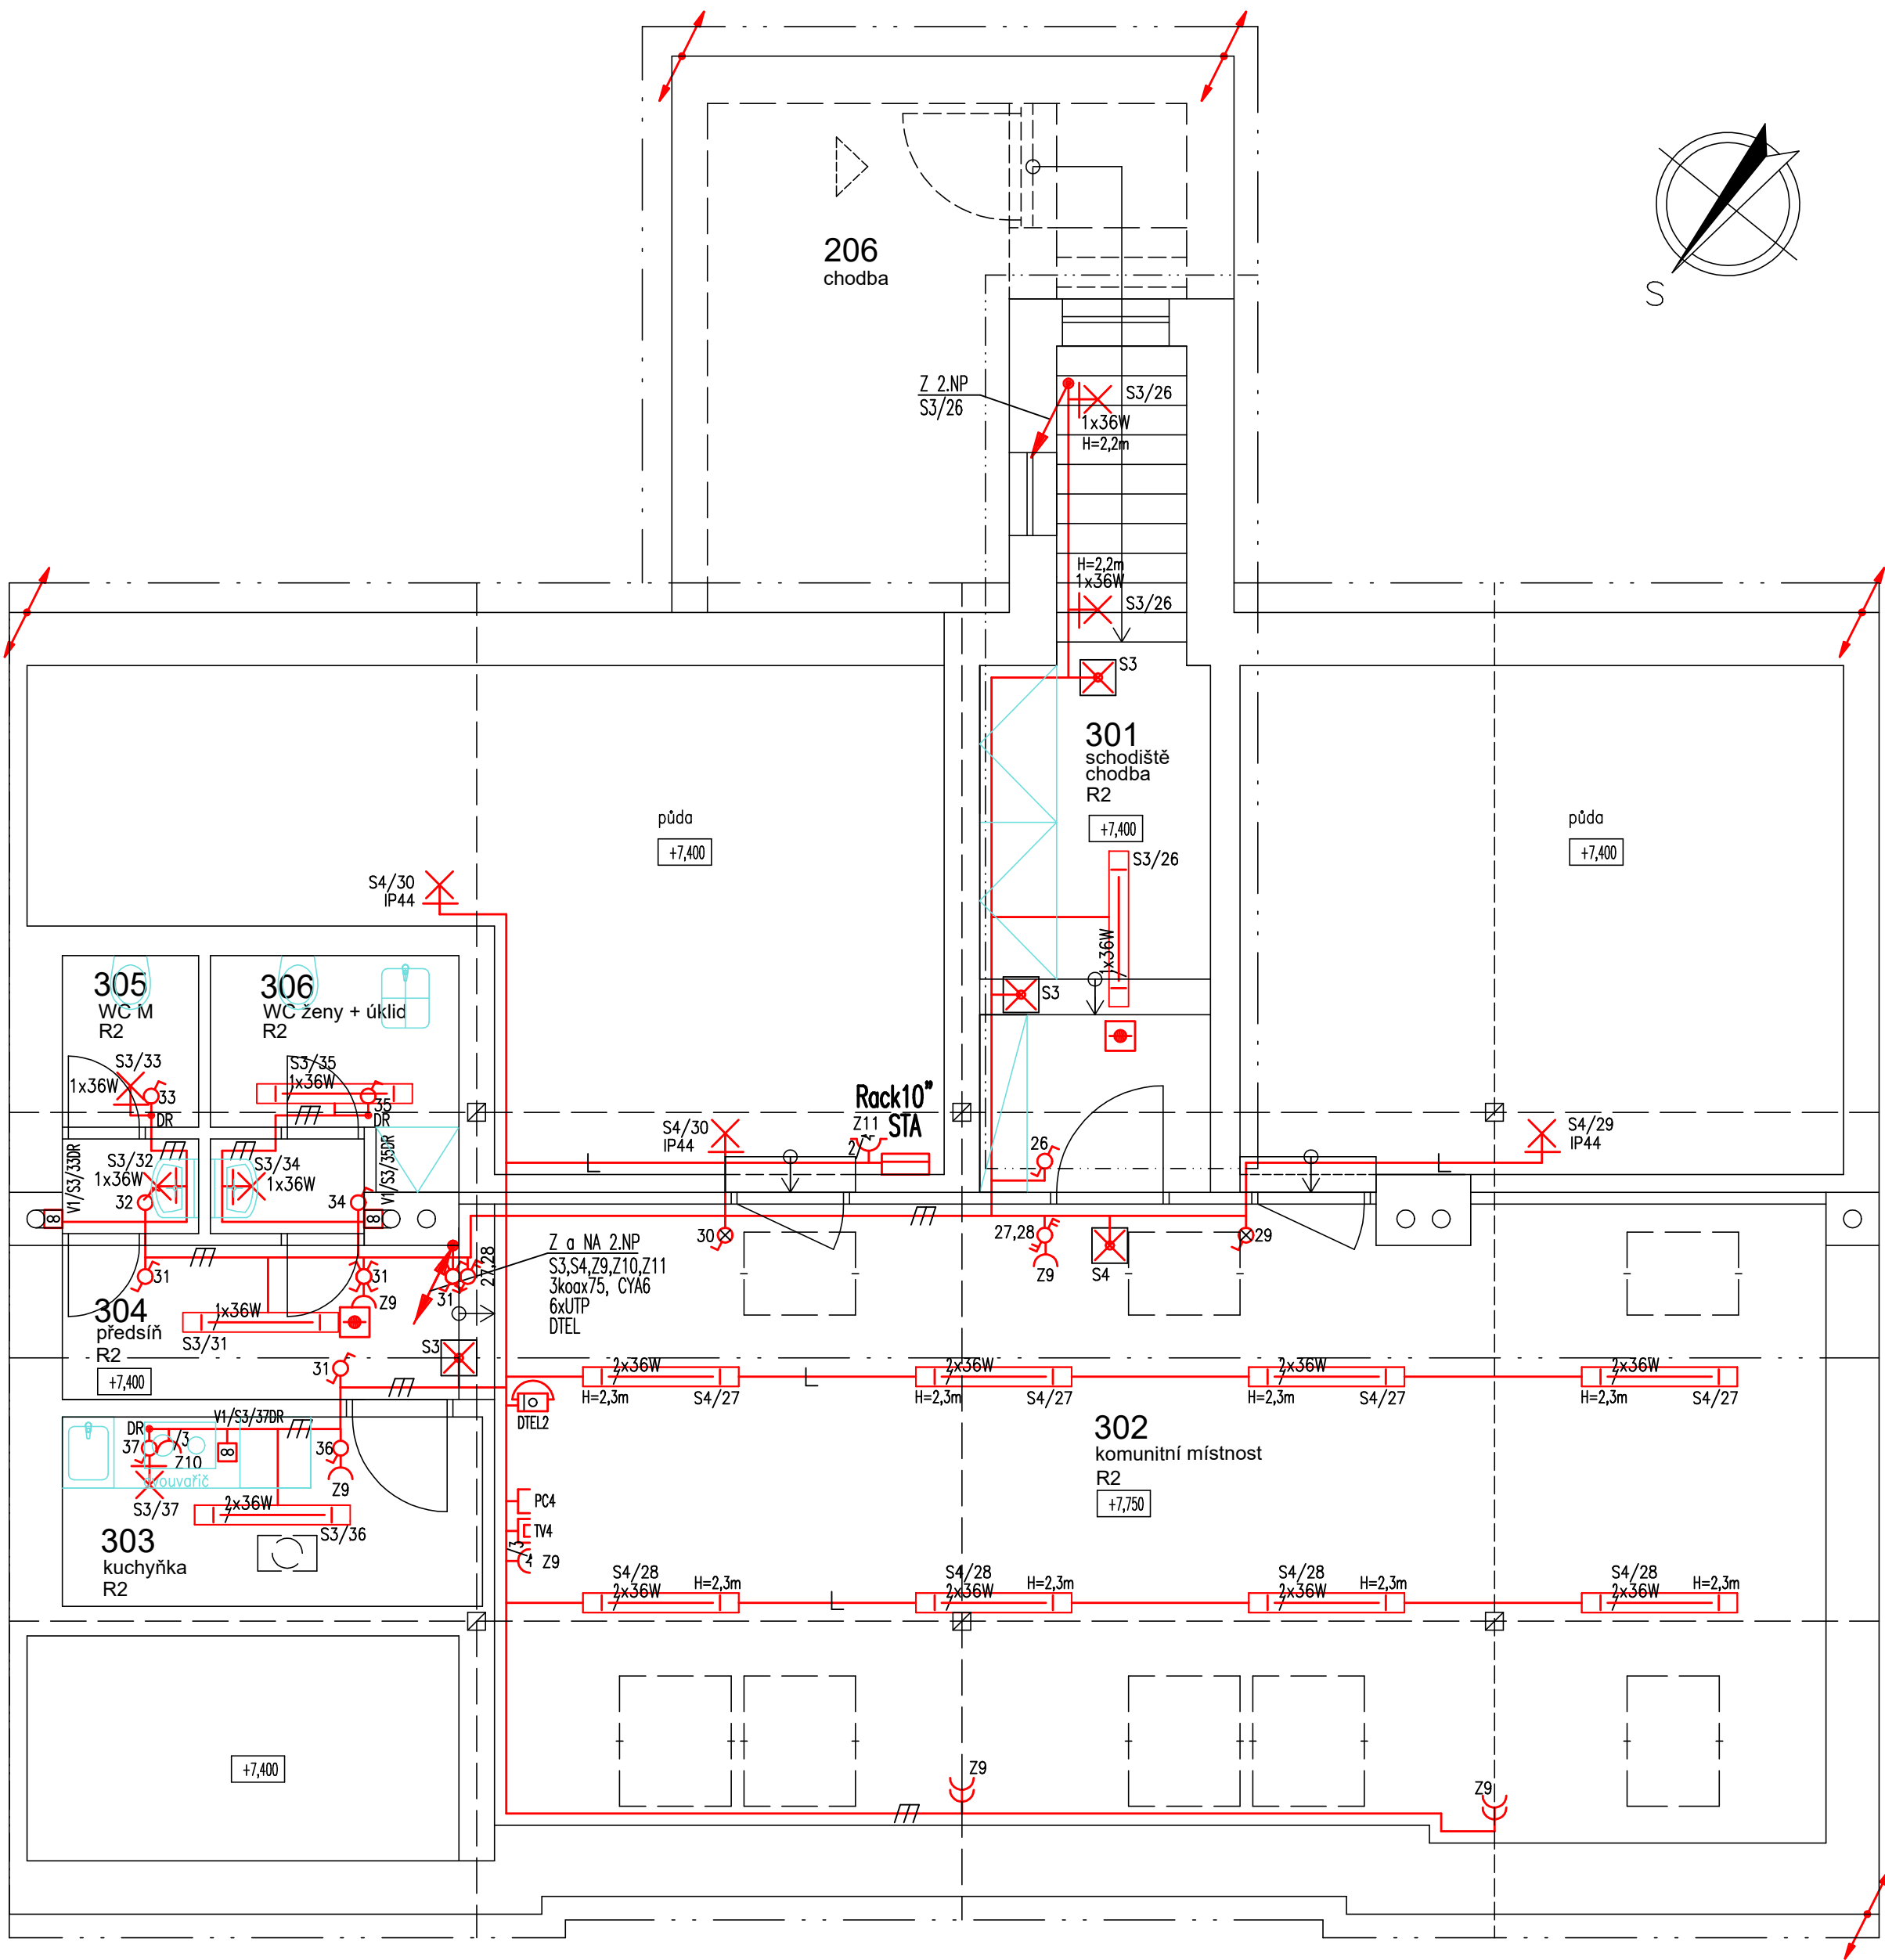 206
chodba
S
Z 2.NP
S3/26
S3/26
1x36W
H=2,2m
H=2,2m
1x36W
S3/26
S3
301
schodiště
chodba
R2
+7,400
S3/26
1x36W
S3
půda
+7,400
půda
+7,400
S4/30
IP44
305
WC M
R2
306
WC ženy + úklid
R2
S3/33
1x36W
33
DR
S3/35
1x36W
35
DR
V1/S3/33DR
S3/32
1x36W
32
S3/34
1x36W
34
V1/S3/35DR
8
8
S4/30
IP44
Rack10"
STA
Z11
2
26
S4/29
IP44
30
27,28
Z9
S4
29
31
31
Z9
31
27,28
Z a NA 2.NP
S3,S4,Z9,Z10,Z11
3koax75, CYA6
6xUTP
DTEL
304
předsíň
R2
+7,400
1x36W
S3/31
31
S3
2x36W
H=2,3m
S4/27
2x36W
H=2,3m
S4/27
2x36W
H=2,3m
S4/27
2x36W
H=2,3m
S4/27
DTEL2
302
komunitní místnost
R2
+7,750
V1/S3/37DR
DR
37
/3
Z10
8
36
Z9
dvouvařič
S3/37
2x36W
S3/36
303
kuchyňka
R2
PC4
TV4
/3
Z9
S4/28
2x36W
H=2,3m
S4/28
2x36W
H=2,3m
S4/28
2x36W
H=2,3m
S4/28
2x36W
H=2,3m
+7,400
Z9
Z9